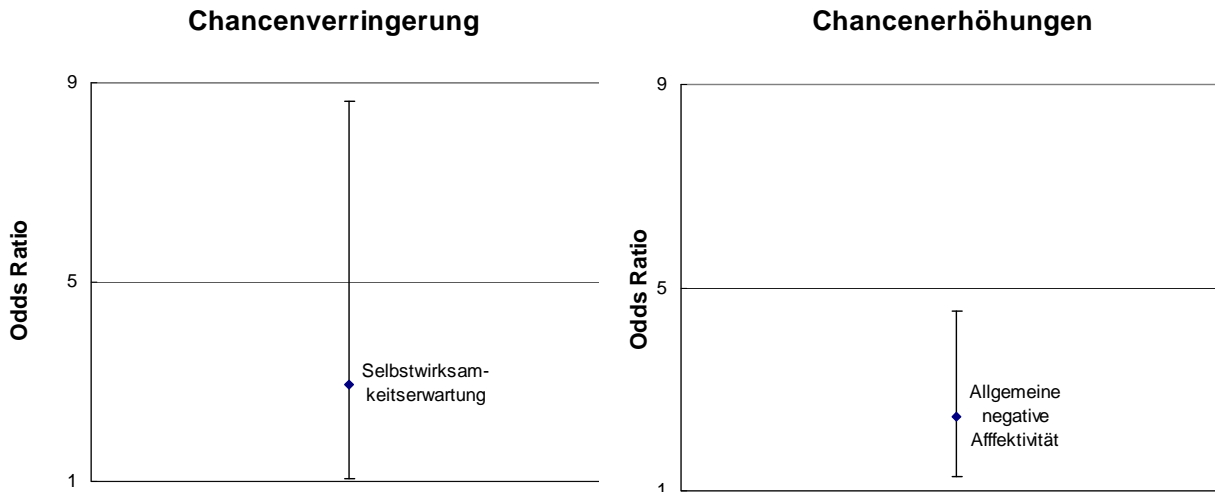 Chancenverringerung
9
5
1
Odds Ratio
Selbstwirksam-
keitserwartung
Chancenerhöhungen
9
5
1
Odds Ratio
Allgemeine
negative
Afffektivität